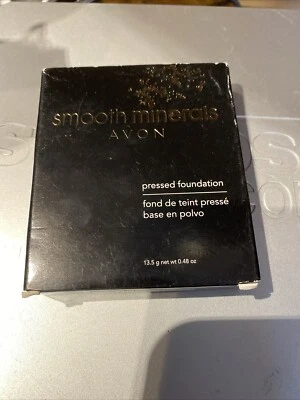 smooth minerals
AVON
pressed foundation
fond de teint pressé
base en polvo
13.5 g net wt 0.48 oz